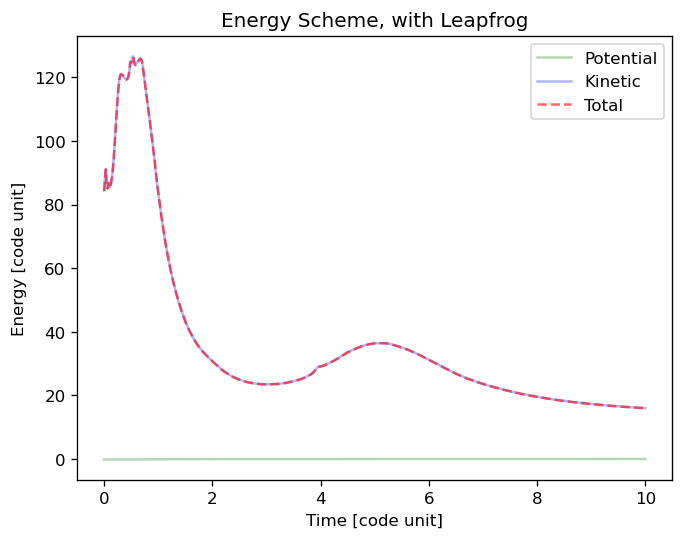 Energy Scheme, with Leapfrog
Potential
Kinetic
Total
Energy [code unit]
120
100
80
60
40
20
0
0 2 4 6 8 10
Time [code unit]